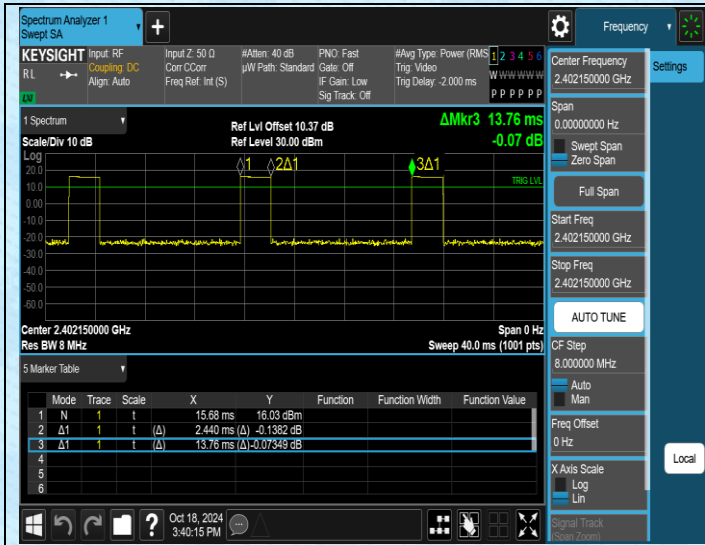 Spectrum Analyzer 1
Swept SA
+
Frequency
KEYSIGHT
RL
LXI
Input: RF
Coupling: DC
Align: Auto
Input Z: 50 Ω
Corr CCorr
Freq Ref: Int (S)
#Atten: 40 dB
µW Path: Standard
PNO: Fast
Gate: Off
IF Gain: Low
Sig Track: Off
#Avg Type: Power (RMS
Trig: Video
Trig Delay: -2.000 ms
1 2 3 4 5 6
W W W W W W
P P P P P P
1 Spectrum
Scale/Div 10 dB
Ref Lvl Offset 10.37 dB
Ref Level 30.00 dBm
ΔMkr3 13.76 ms
-0.07 dB
Log
1 2Δ1 3Δ1
TRIG LVL
20.0
10.0
0.00
-10.0
-20.0
-30.0
-40.0
-50.0
-60.0
Center 2.402150000 GHz
Res BW 8 MHz
Span 0 Hz
Sweep 40.0 ms (1001 pts)
5 Marker Table
Mode Trace Scale X Y Function Function Width Function Value
1 N 1 t 15.68 ms 16.03 dBm
2 Δ1 1 t (Δ) 2.440 ms (Δ) -0.1382 dB
3 Δ1 1 t (Δ) 13.76 ms (Δ) -0.07349 dB
4
5
6
?
Oct 18, 2024
3:40:15 PM
Center Frequency
2.402150000 GHz
Span
0.00000000 Hz
Swept Span
Zero Span
Full Span
Start Freq
2.402150000 GHz
Stop Freq
2.402150000 GHz
AUTO TUNE
CF Step
8.000000 MHz
Auto
Man
Freq Offset
0 Hz
X Axis Scale
Log
Lin
Signal Track
(Span Zoom)
Settings
Local